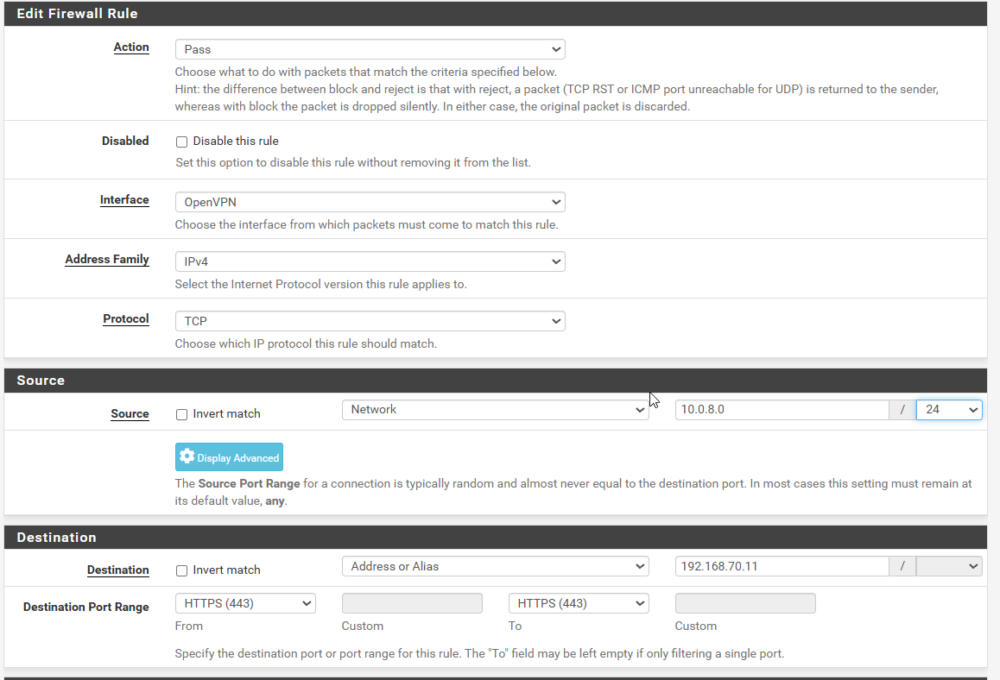 Edit Firewall Rule
Action
Pass
Choose what to do with packets that match the criteria specified below.
Hint: the difference between block and reject is that with reject, a packet (TCP RST or ICMP port unreachable for UDP) is returned to the sender,
whereas with block the packet is dropped silently. In either case, the original packet is discarded.
Disabled
Disable this rule
Set this option to disable this rule without removing it from the list.
Interface
OpenVPN
Choose the interface from which packets must come to match this rule.
Address Family
IPv4
Select the Internet Protocol version this rule applies to.
Protocol
TCP
Choose which IP protocol this rule should match.
Source
Source
Invert match
Network
10.0.8.0
/
24
Display Advanced
The Source Port Range for a connection is typically random and almost never equal to the destination port. In most cases this setting must remain at
its default value, any.
Destination
Destination
Invert match
Address or Alias
192.168.70.11
/
Destination Port Range
HTTPS (443)
HTTPS (443)
From
Custom
To
Custom
Specify the destination port or port range for this rule. The "To" field may be left empty if only filtering a single port.